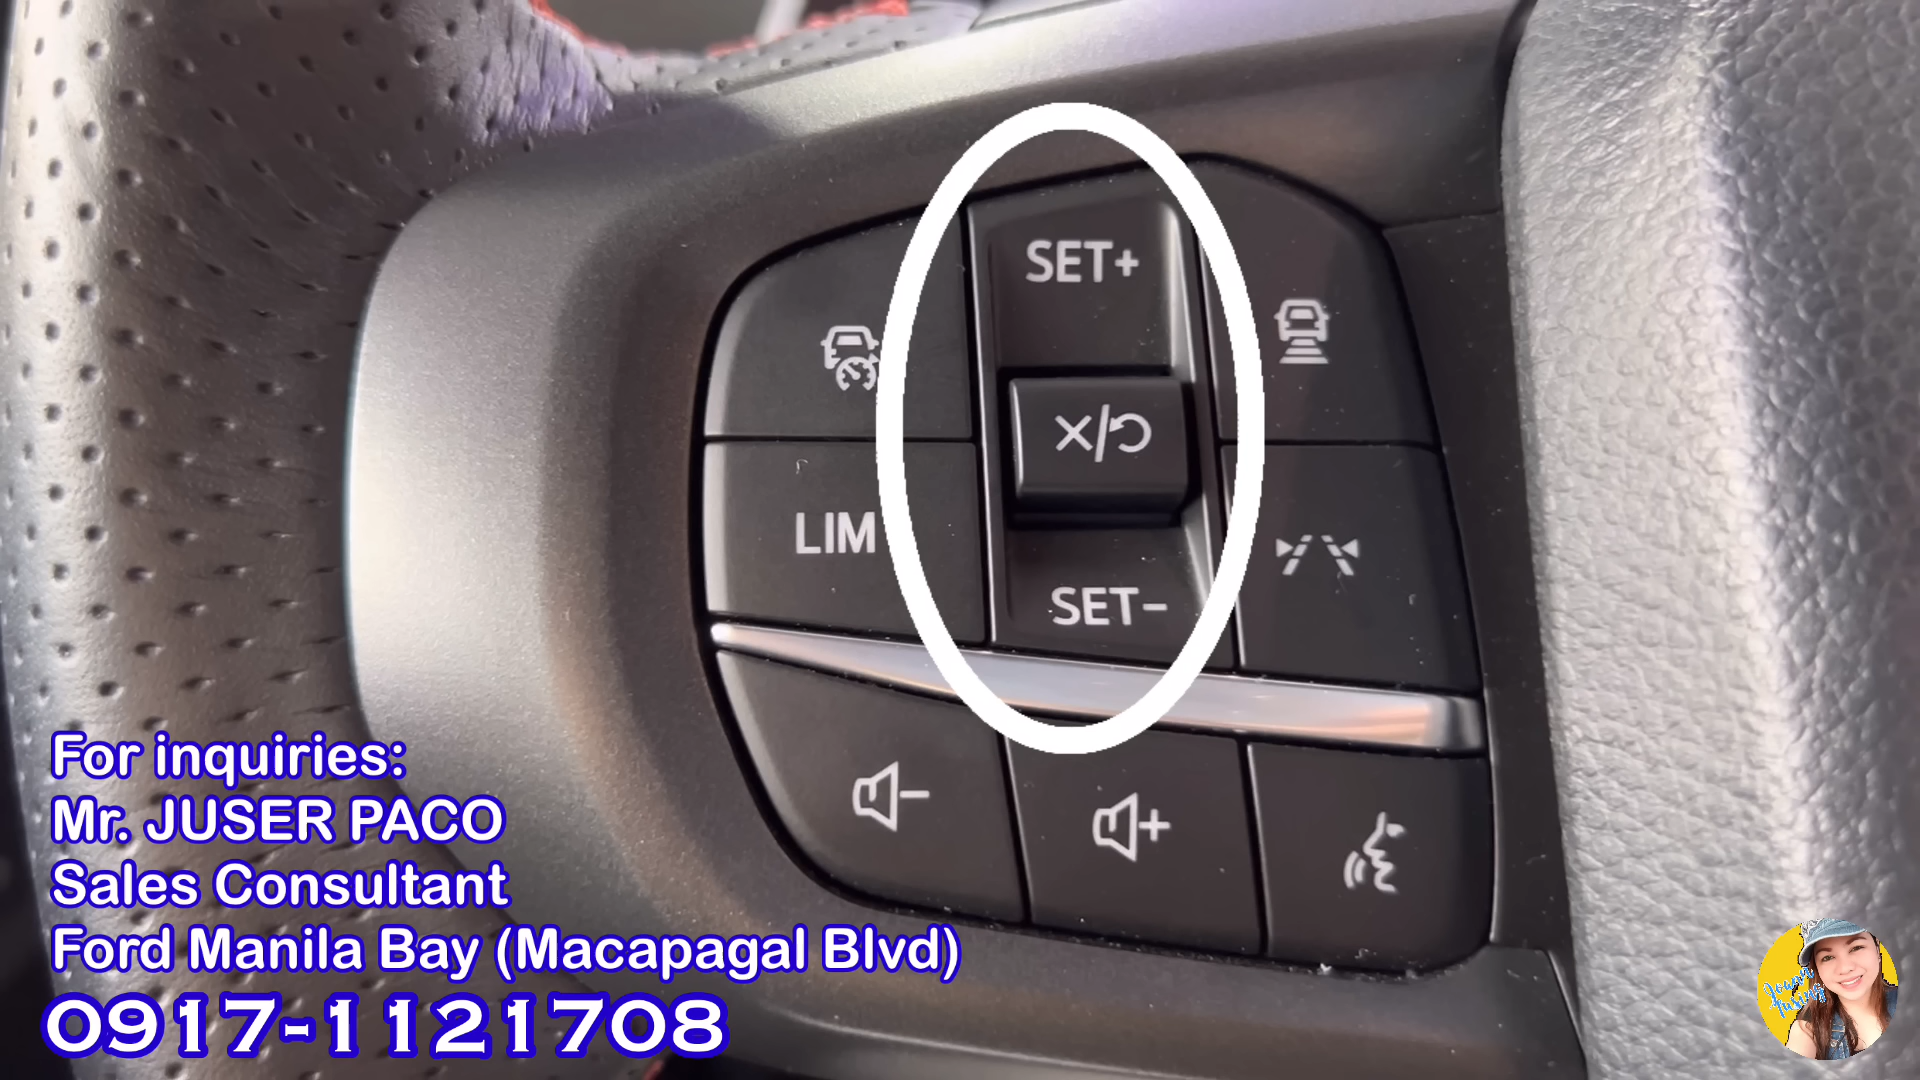 SET+
X/
LIM
SET-
For inquiries:
Mr. JUSER PACO
Sales Consultant
Ford Manila Bay (Macapagal Blvd)
0917-1121708